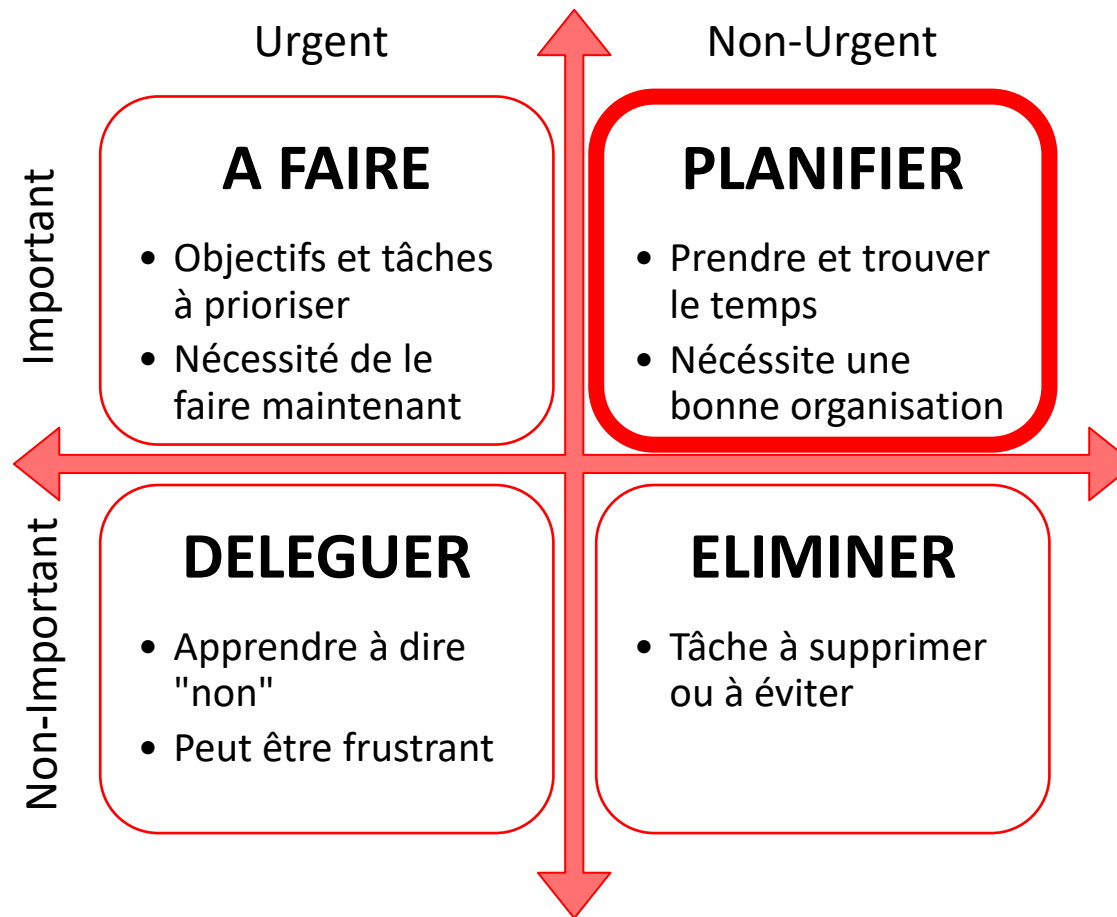 Urgent
Non-Urgent
Important
A FAIRE
• Objectifs et tâches
à prioriser
• Nécessité de le
faire maintenant
PLANIFIER
• Prendre et trouver
le temps
• Nécéssite une
bonne organisation
Non-Important
DELEGUER
• Apprendre à dire
"non"
• Peut être frustrant
ELIMINER
• Tâche à supprimer
ou à éviter